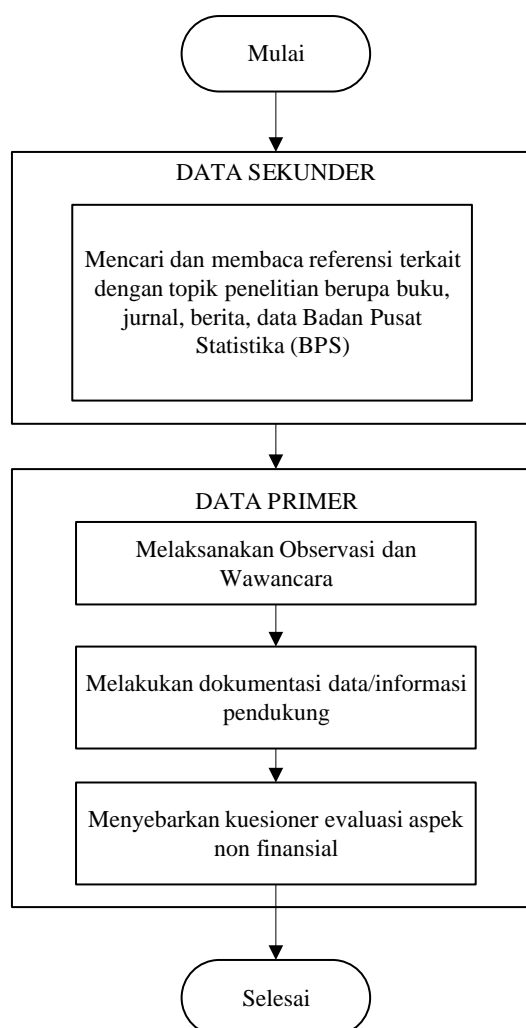 Mulai
DATA SEKUNDER
Mencari dan membaca referensi terkait
dengan topik penelitian berupa buku,
jurnal, berita, data Badan Pusat
Statistika (BPS)
DATA PRIMER
Melaksanakan Observasi dan
Wawancara
Melakukan dokumentasi data/informasi
pendukung
Menyebarkan kuesioner evaluasi aspek
non finansial
Selesai